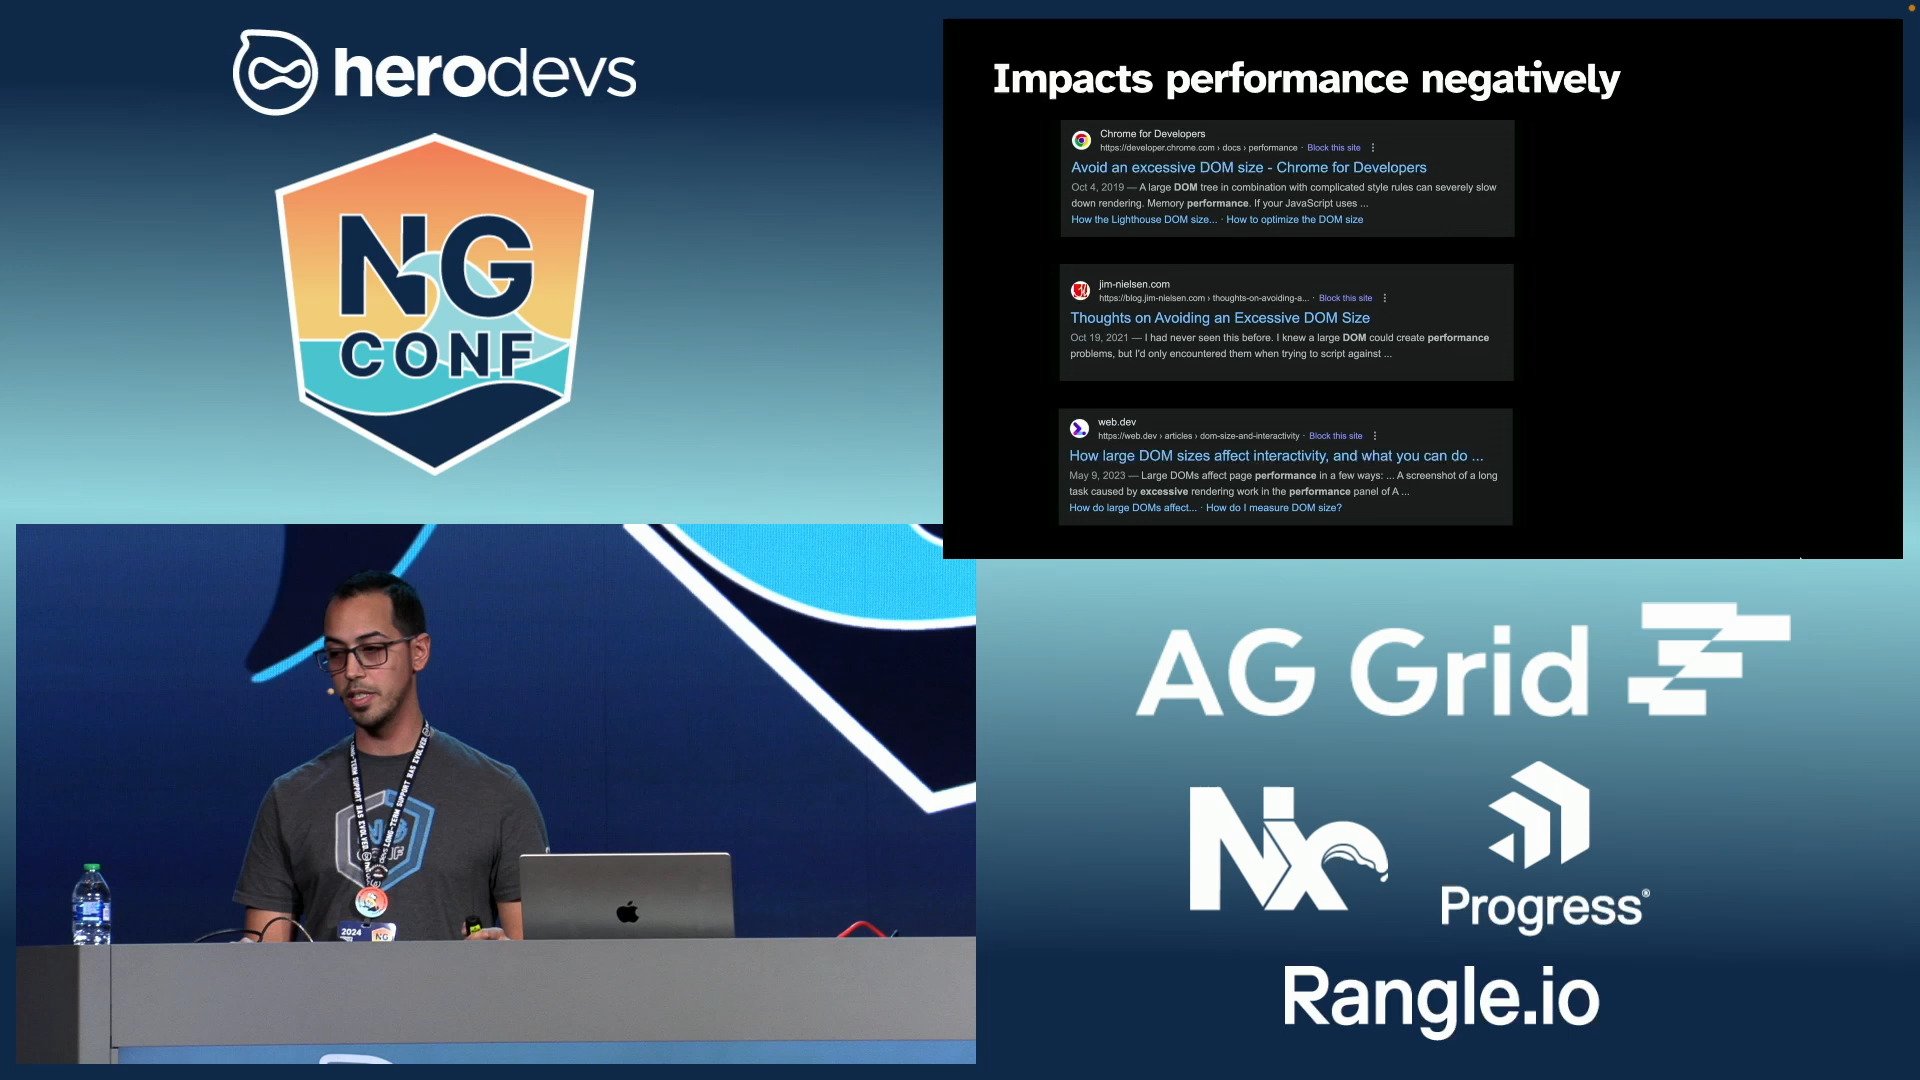 herodevs
NG
CONF
Impacts performance negatively
Chrome for Developers
https://developer.chrome.com › docs › performance · Block this site
Avoid an excessive DOM size - Chrome for Developers
Oct 4, 2019 — A large DOM tree in combination with complicated style rules can severely slow
down rendering. Memory performance. If your JavaScript uses ...
How the Lighthouse DOM size... · How to optimize the DOM size
jim-nielsen.com
https://blog.jim-nielsen.com › thoughts-on-avoiding-a... · Block this site
Thoughts on Avoiding an Excessive DOM Size
Oct 19, 2021 — I had never seen this before. I knew a large DOM could create performance
problems, but I'd only encountered them when trying to script against ...
web.dev
https://web.dev › articles › dom-size-and-interactivity · Block this site
How large DOM sizes affect interactivity, and what you can do ...
May 9, 2023 — Large DOMs affect page performance in a few ways: ... A screenshot of a long
task caused by excessive rendering work in the performance panel of A ...
How do large DOMs affect... · How do I measure DOM size?
LONG-TERM SUPPORT HAS EVOLVED
2024
NG
AG Grid
Nx
Progress®
Rangle.io